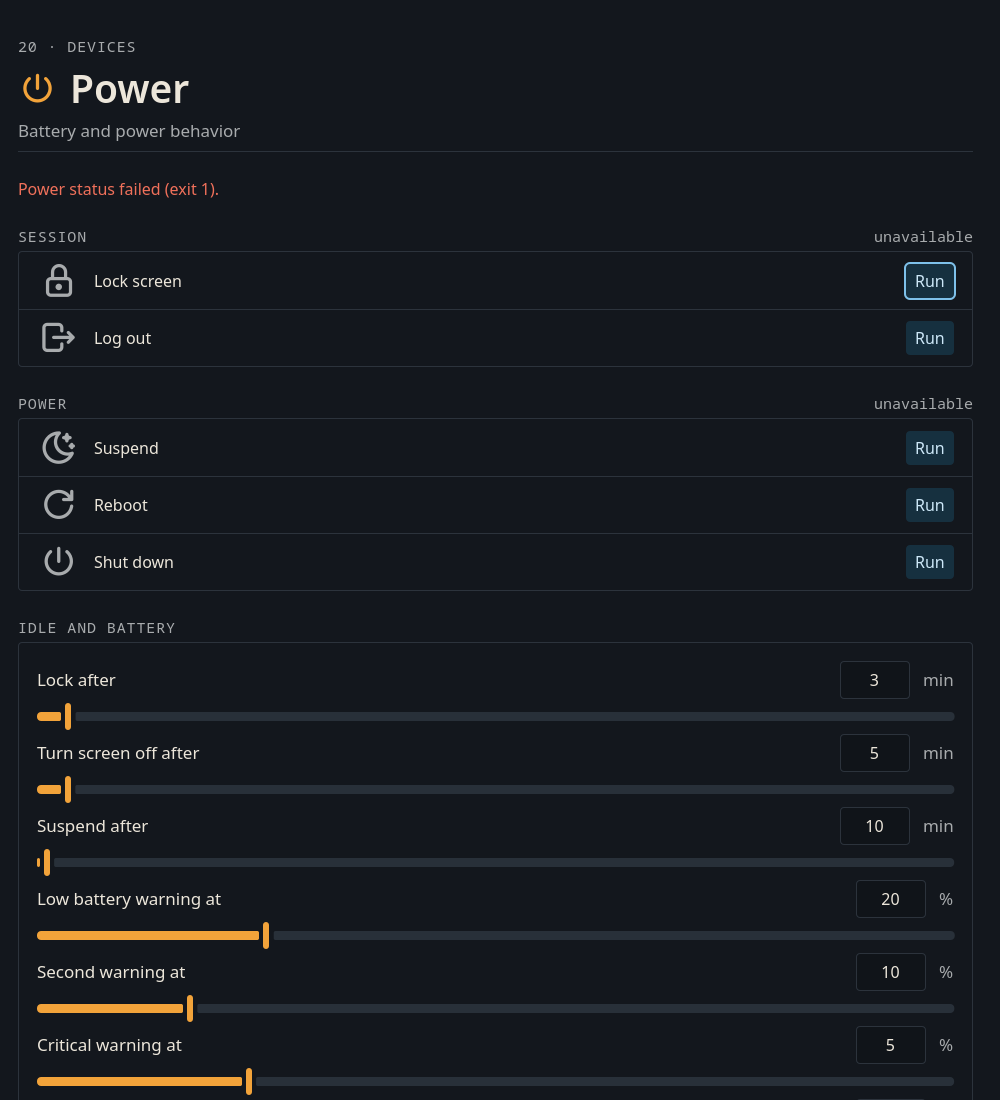 20 · DEVICES
Power
Battery and power behavior
Power status failed (exit 1).
SESSION unavailable
Lock screen Run
Log out Run
POWER unavailable
Suspend Run
Reboot Run
Shut down Run
IDLE AND BATTERY
Lock after 3 min
Turn screen off after 5 min
Suspend after 10 min
Low battery warning at 20 %
Second warning at 10 %
Critical warning at 5 %